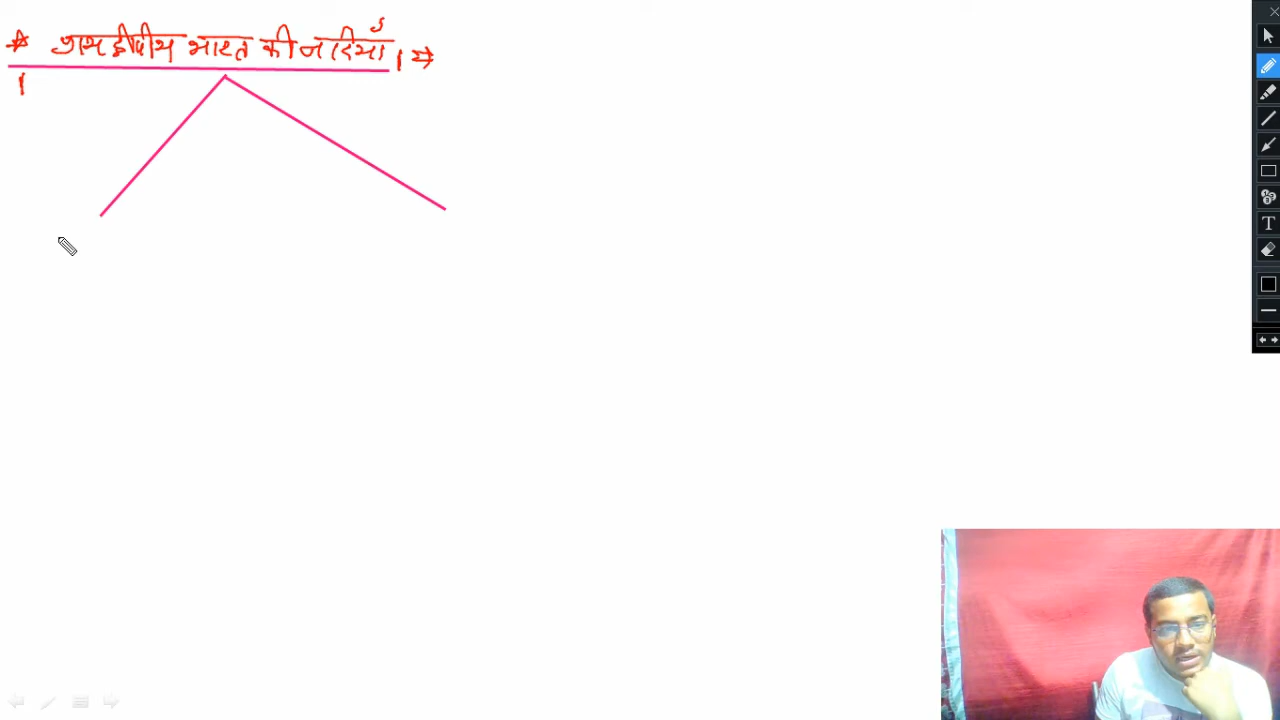 * प्रायद्वीपीय भारत की नदियाँ । ⇒